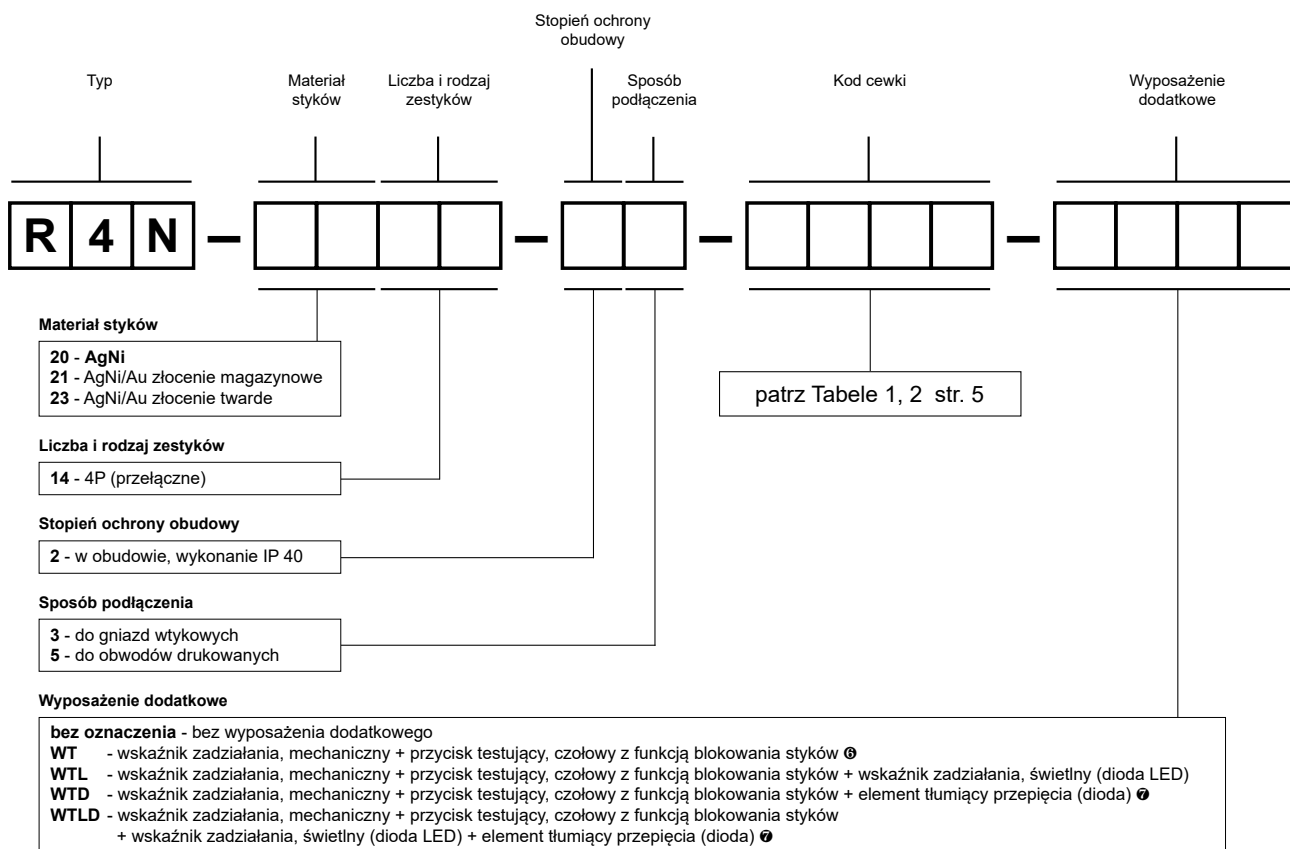 Stopień ochrony
obudowy
Typ
Materiał
styków
Liczba i rodzaj
zestyków
Sposób
podłączenia
Kod cewki
Wyposażenie
dodatkowe
R 4 N – – – –
Materiał styków
20 - AgNi
21 - AgNi/Au złocenie magazynowe
23 - AgNi/Au złocenie twarde
patrz Tabele 1, 2 str. 5
Liczba i rodzaj zestyków
14 - 4P (przełączne)
Stopień ochrony obudowy
2 - w obudowie, wykonanie IP 40
Sposób podłączenia
3 - do gniazd wtykowych
5 - do obwodów drukowanych
Wyposażenie dodatkowe
bez oznaczenia - bez wyposażenia dodatkowego
WT - wskaźnik zadziałania, mechaniczny + przycisk testujący, czołowy z funkcją blokowania styków ❻
WTL - wskaźnik zadziałania, mechaniczny + przycisk testujący, czołowy z funkcją blokowania styków + wskaźnik zadziałania, świetlny (dioda LED)
WTD - wskaźnik zadziałania, mechaniczny + przycisk testujący, czołowy z funkcją blokowania styków + element tłumiący przepięcia (dioda) ❼
WTLD - wskaźnik zadziałania, mechaniczny + przycisk testujący, czołowy z funkcją blokowania styków
+ wskaźnik zadziałania, świetlny (dioda LED) + element tłumiący przepięcia (dioda) ❼